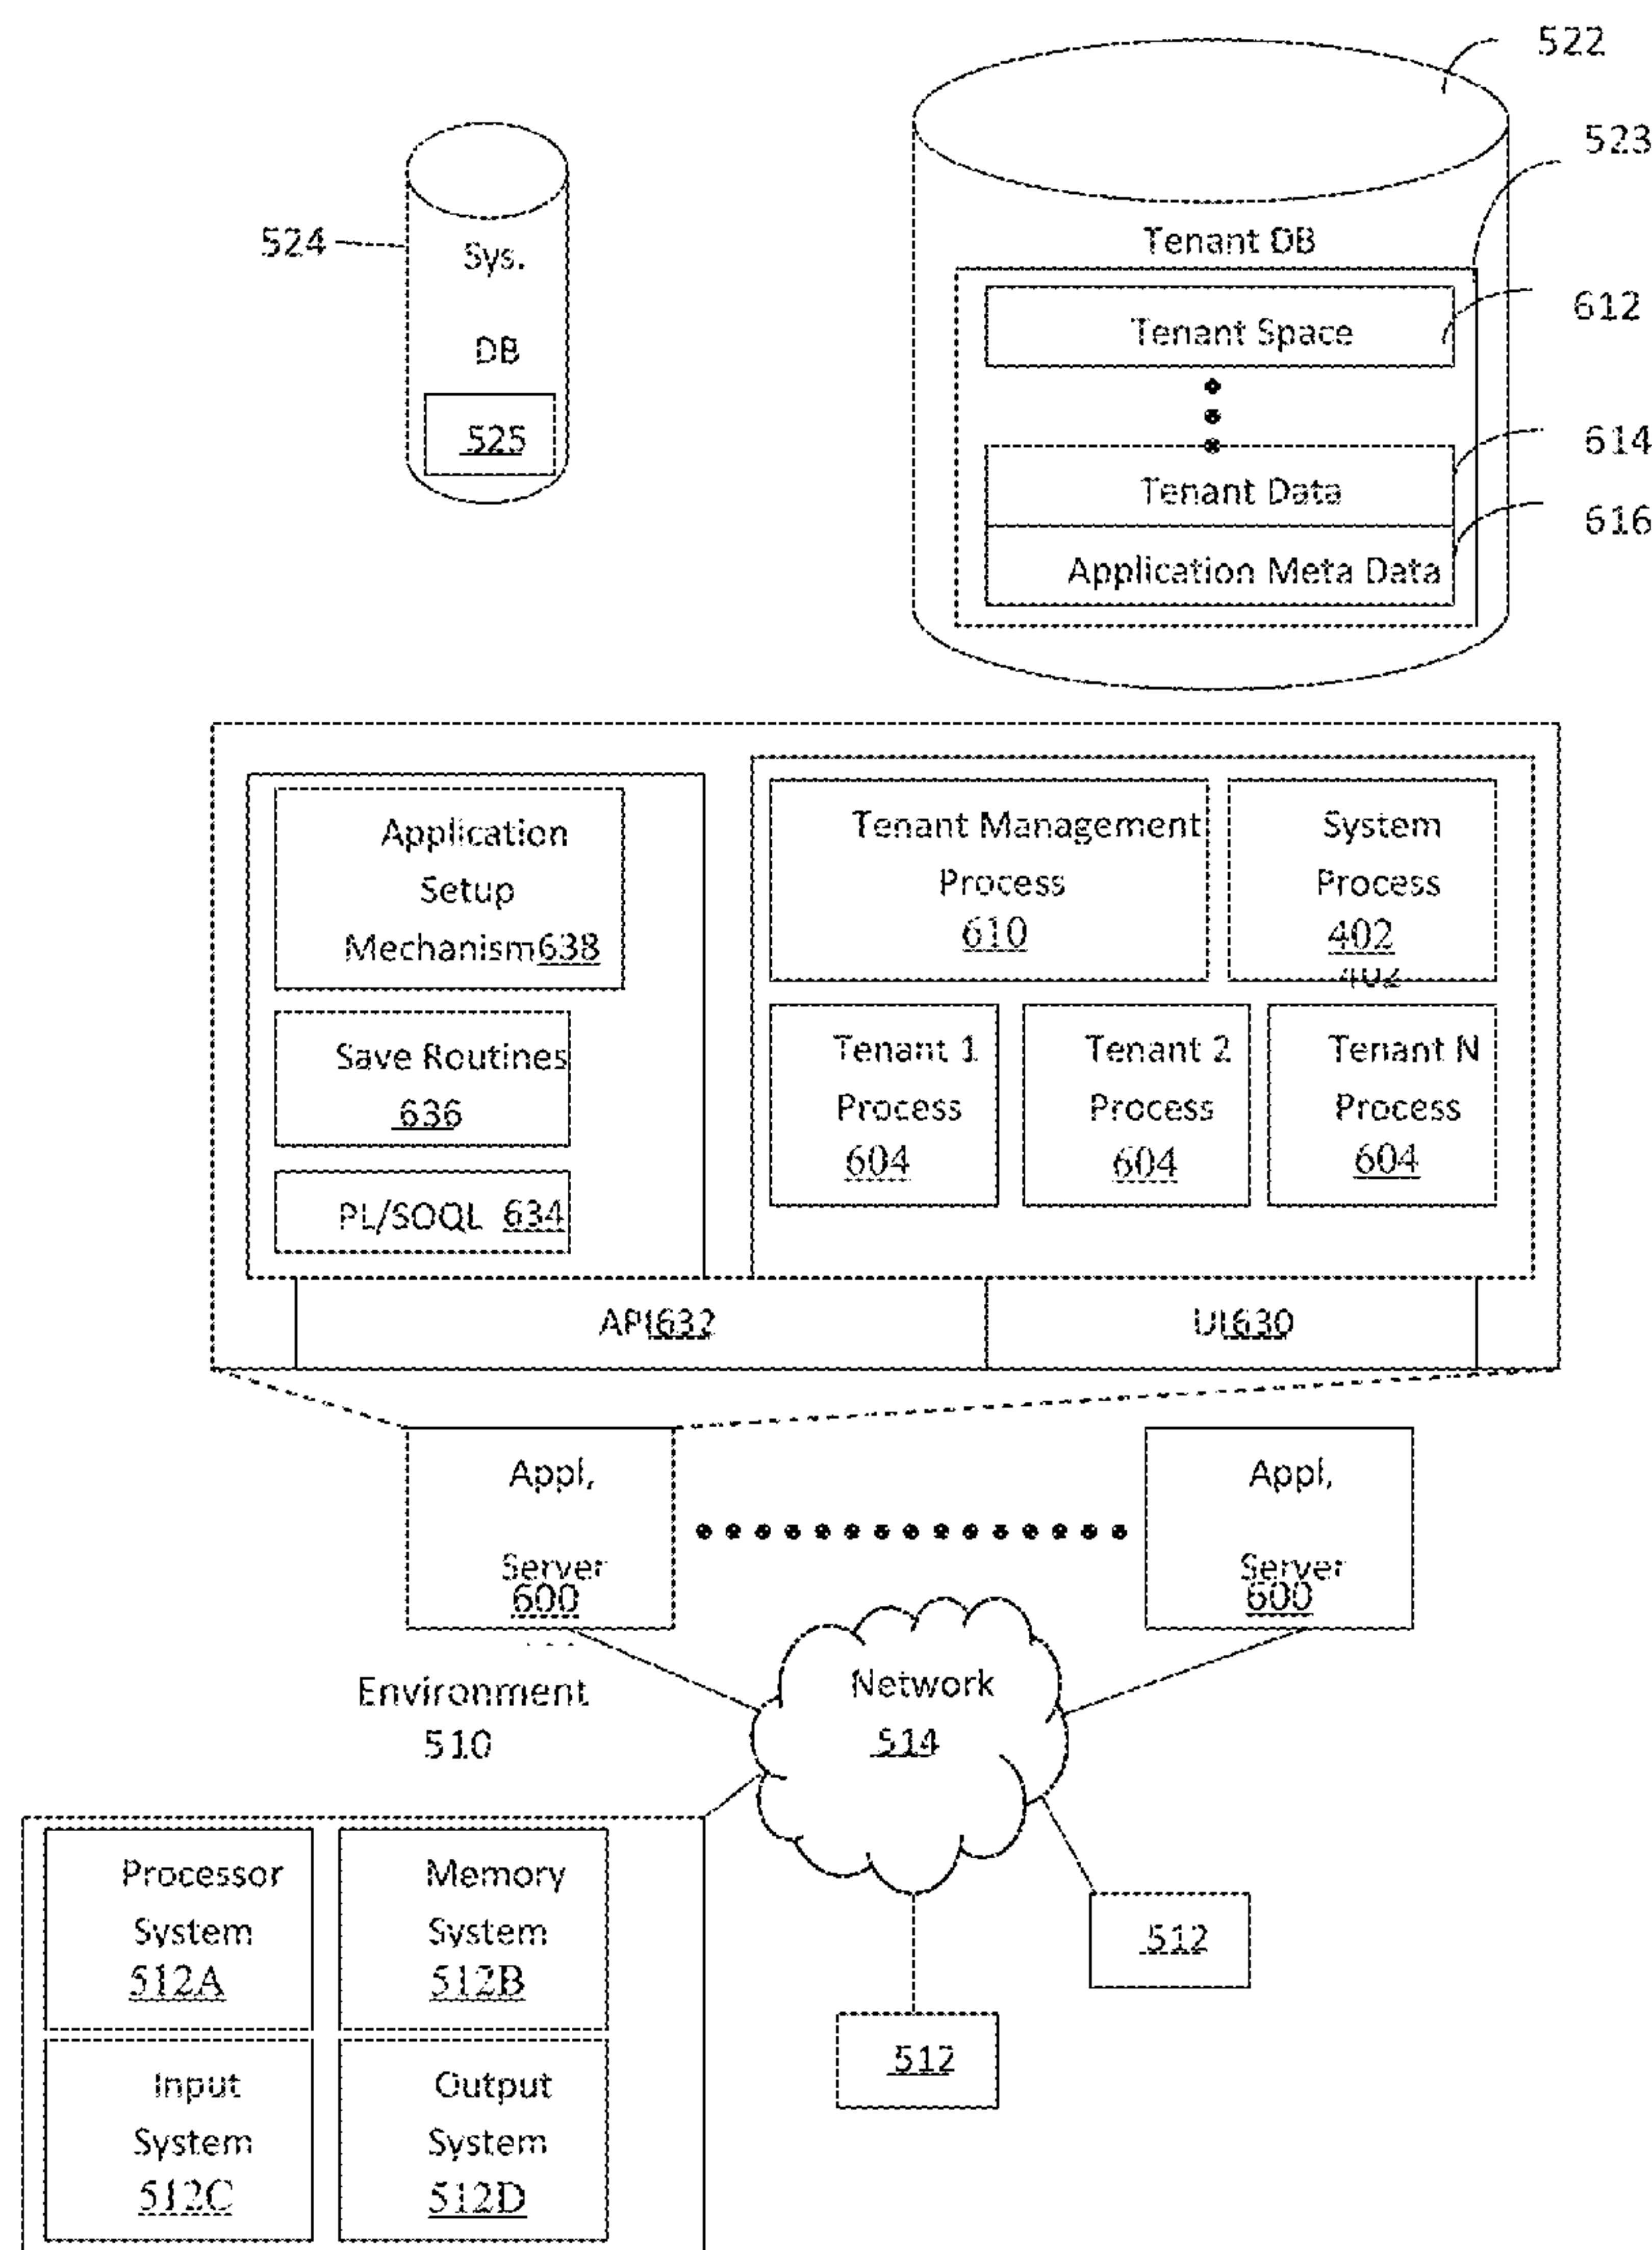 522
523
524
Sys.
DB
525
Tenant DB
Tenant Space
612
614
Tenant Data
616
Application Meta Data
Application
Setup
Mechanism638
Save Routines
636
PL/SOQL 634
Tenant Management
Process
610
System
Process
402
402
Tenant 1
Process
604
Tenant 2
Process
604
Tenant N
Process
604
API632
UI630
Appl,
Server
600
Appl,
Server
600
Environment
510
Network
514
Processor
System
512A
Memory
System
512B
Input
System
512C
Output
System
512D
512
512